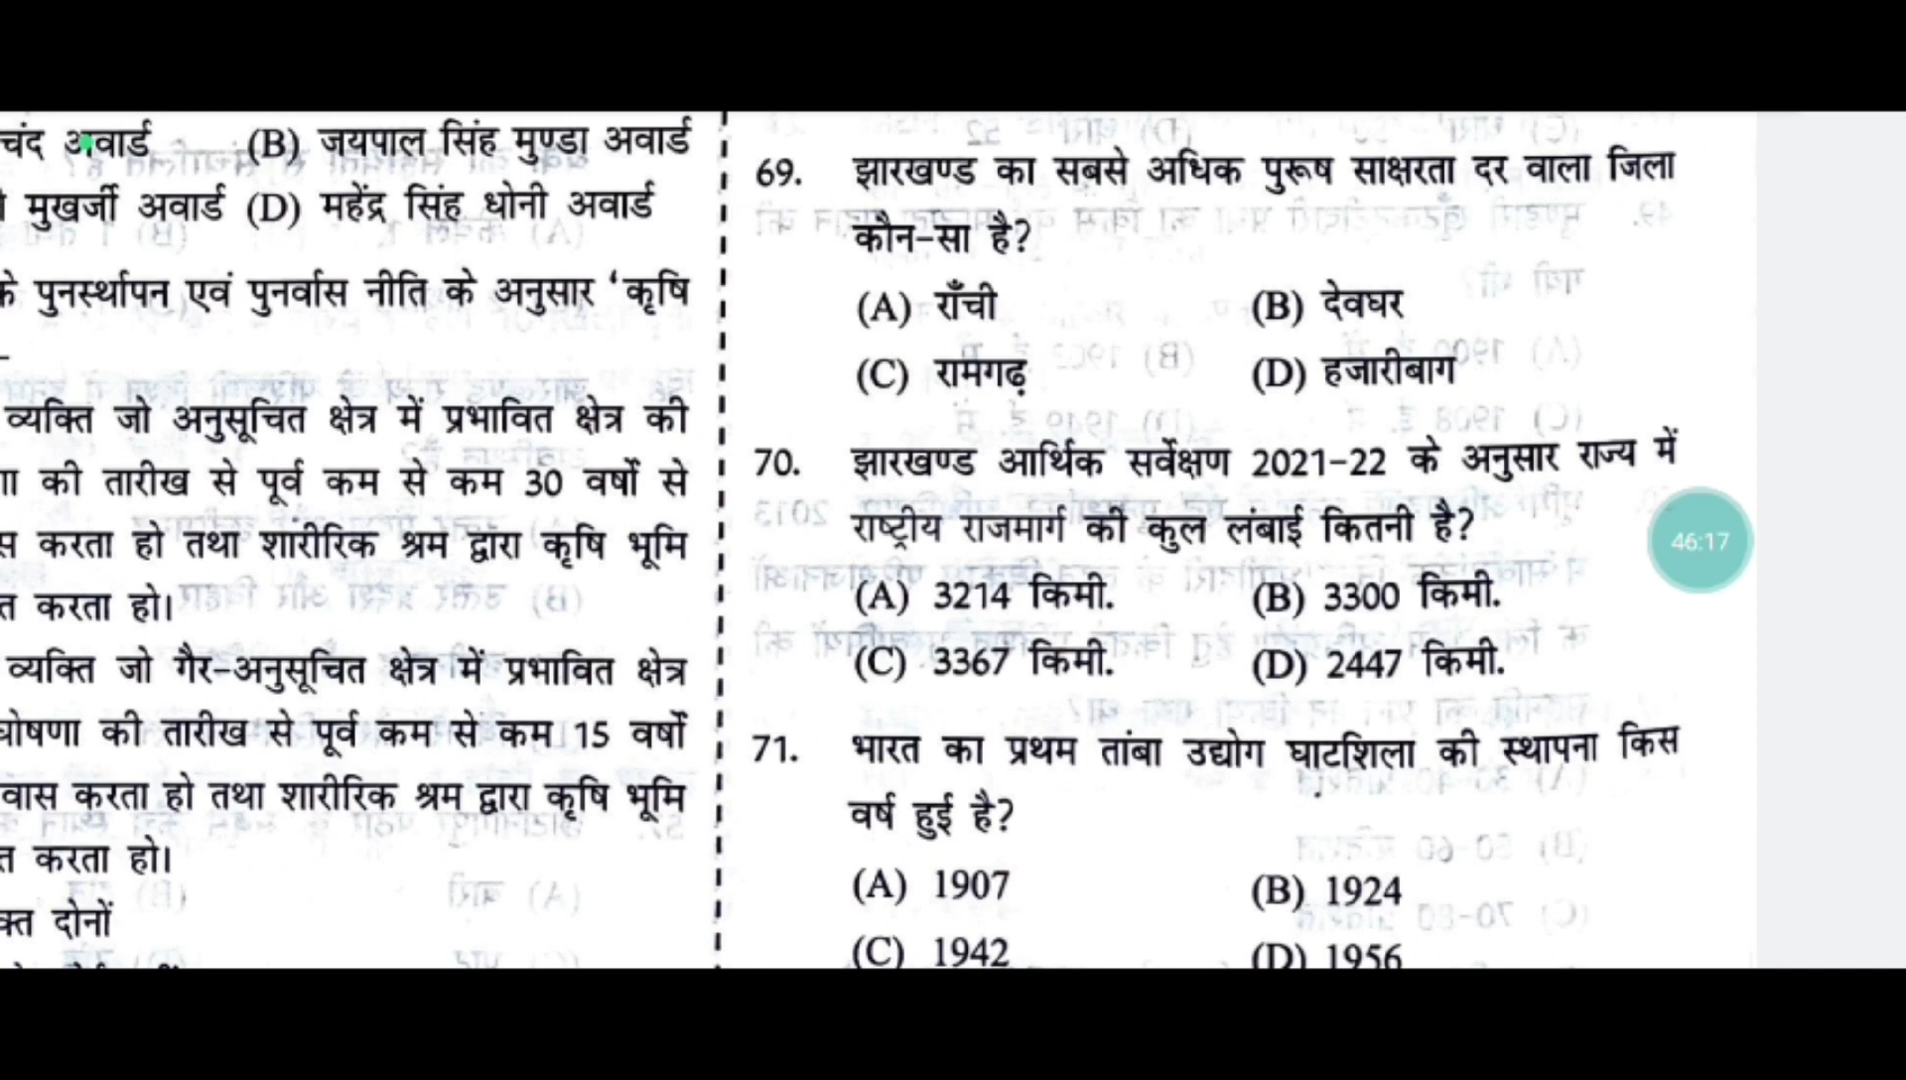 चंद अवार्ड (B) जयपाल सिंह मुण्डा अवार्ड
मुखर्जी अवार्ड (D) महेंद्र सिंह धोनी अवार्ड
के पुनर्स्थापन एवं पुनर्वास नीति के अनुसार ‘कृषि
व्यक्ति जो अनुसूचित क्षेत्र में प्रभावित क्षेत्र की
की तारीख से पूर्व कम से कम 30 वर्षों से
करता हो तथा शारीरिक श्रम द्वारा कृषि भूमि
करता हो।
व्यक्ति जो गैर-अनुसूचित क्षेत्र में प्रभावित क्षेत्र
घोषणा की तारीख से पूर्व कम से कम 15 वर्षों
वास करता हो तथा शारीरिक श्रम द्वारा कृषि भूमि
करता हो।
क्त दोनों
69. झारखण्ड का सबसे अधिक पुरूष साक्षरता दर वाला जिला
कौन-सा है?
(A) राँची (B) देवघर
(C) रामगढ़ (D) हजारीबाग
70. झारखण्ड आर्थिक सर्वेक्षण 2021-22 के अनुसार राज्य में
राष्ट्रीय राजमार्ग की कुल लंबाई कितनी है?
(A) 3214 किमी. (B) 3300 किमी.
(C) 3367 किमी. (D) 2447 किमी.
71. भारत का प्रथम तांबा उद्योग घाटशिला की स्थापना किस
वर्ष हुई है?
(A) 1907 (B) 1924
(C) 1942 (D) 1956
46:17